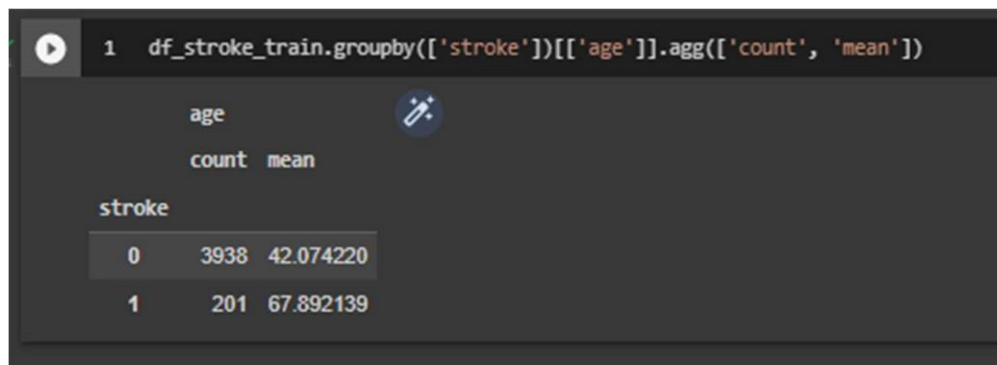 1 df_stroke_train.groupby(['stroke'])[['age']].agg(['count', 'mean'])
age
count mean
stroke
0 3938 42.074220
1 201 67.892139